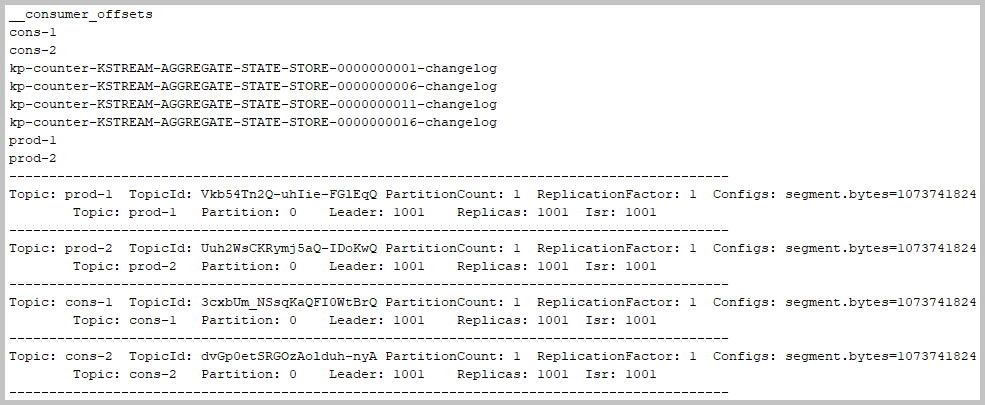 __consumer_offsets
cons-1
cons-2
kp-counter-KSTREAM-AGGREGATE-STATE-STORE-0000000001-changelog
kp-counter-KSTREAM-AGGREGATE-STATE-STORE-0000000006-changelog
kp-counter-KSTREAM-AGGREGATE-STATE-STORE-0000000011-changelog
kp-counter-KSTREAM-AGGREGATE-STATE-STORE-0000000016-changelog
prod-1
prod-2
--------------------------------------------------------------------------------
Topic: prod-1  TopicId: Vkb54Tn2Q-uhIie-FGlEqQ PartitionCount: 1  ReplicationFactor: 1  Configs: segment.bytes=1073741824
Topic: prod-1   Partition: 0    Leader: 1001    Replicas: 1001  Isr: 1001
--------------------------------------------------------------------------------
Topic: prod-2  TopicId: Uuh2WsCKRymj5aQ-IDoKwQ PartitionCount: 1  ReplicationFactor: 1  Configs: segment.bytes=1073741824
Topic: prod-2   Partition: 0    Leader: 1001    Replicas: 1001  Isr: 1001
--------------------------------------------------------------------------------
Topic: cons-1  TopicId: 3cxbUm_NSsqKaQFI0WtBrQ PartitionCount: 1  ReplicationFactor: 1  Configs: segment.bytes=1073741824
Topic: cons-1   Partition: 0    Leader: 1001    Replicas: 1001  Isr: 1001
--------------------------------------------------------------------------------
Topic: cons-2  TopicId: dvGp0etSRGOzAolduh-nyA PartitionCount: 1  ReplicationFactor: 1  Configs: segment.bytes=1073741824
Topic: cons-2   Partition: 0    Leader: 1001    Replicas: 1001  Isr: 1001
--------------------------------------------------------------------------------